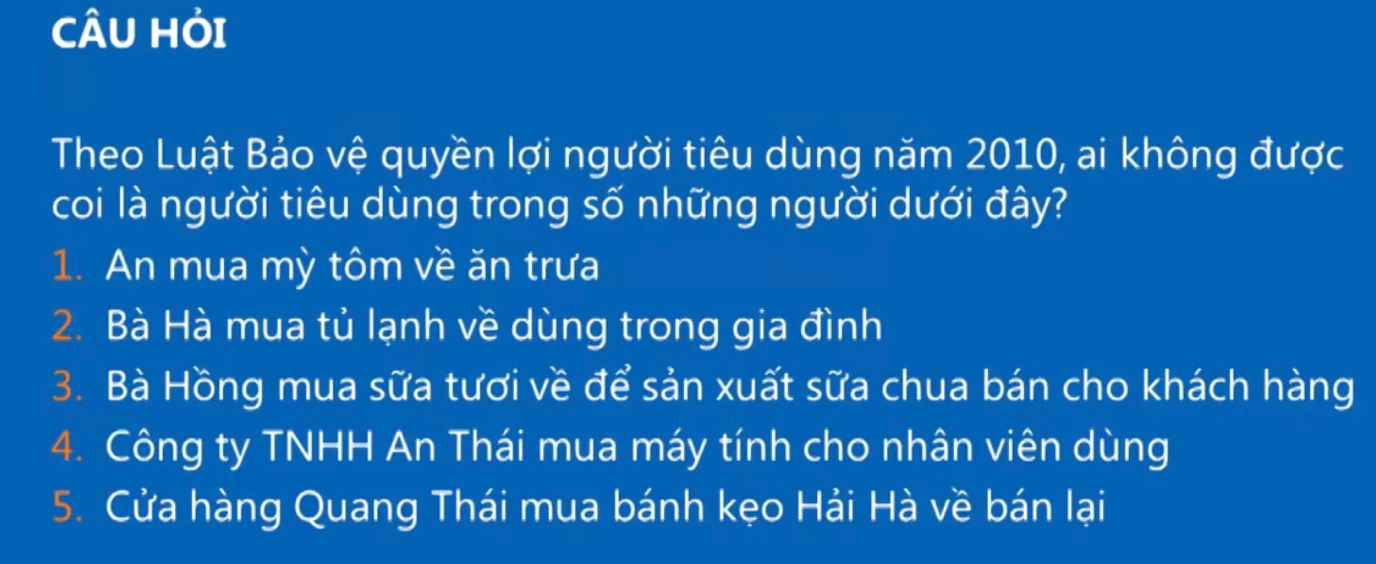 CÂU HỎI
Theo Luật Bảo vệ quyền lợi người tiêu dùng năm 2010, ai không được
coi là người tiêu dùng trong số những người dưới đây?
1. An mua mỳ tôm về ăn trưa
2. Bà Hà mua tủ lạnh về dùng trong gia đình
3. Bà Hồng mua sữa tươi về để sản xuất sữa chua bán cho khách hàng
4. Công ty TNHH An Thái mua máy tính cho nhân viên dùng
5. Cửa hàng Quang Thái mua bánh kẹo Hải Hà về bán lại